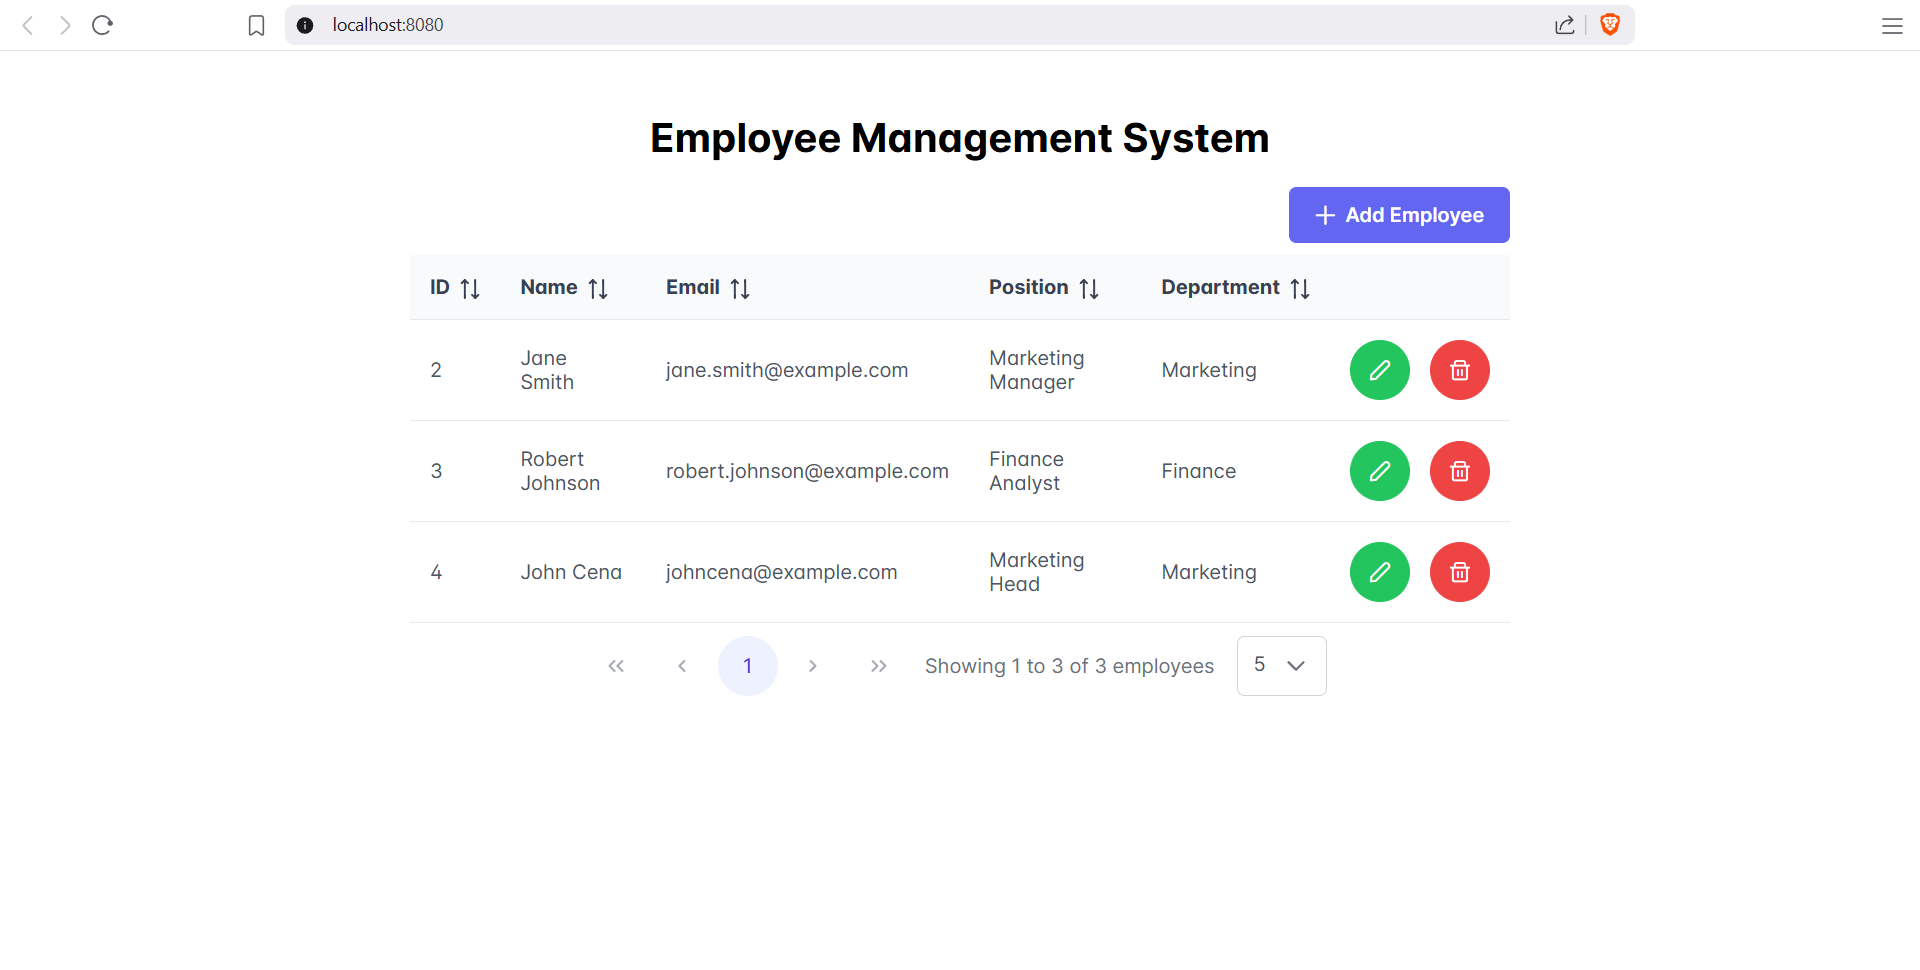 localhost:8080
Employee Management System
Add Employee
ID Name Email Position Department
2 Jane Smith jane.smith@example.com Marketing Manager Marketing
3 Robert Johnson robert.johnson@example.com Finance Analyst Finance
4 John Cena johncena@example.com Marketing Head Marketing
1 Showing 1 to 3 of 3 employees 5